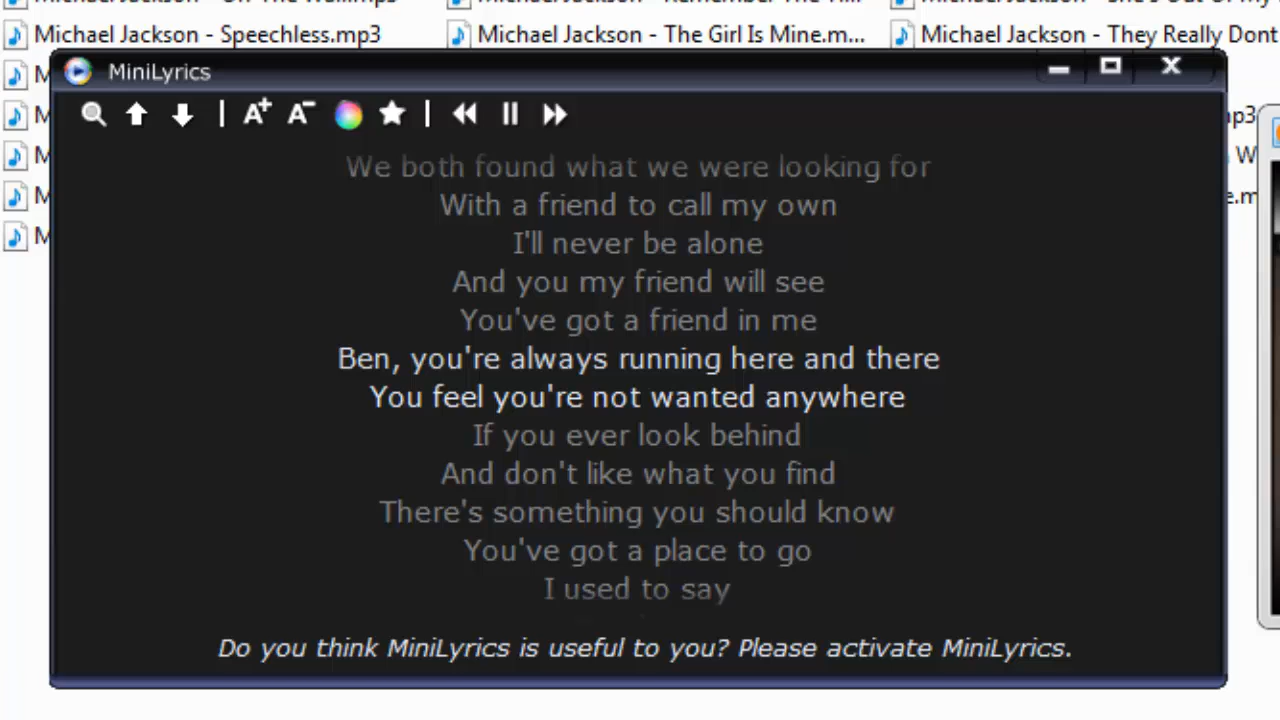 Michael Jackson - Speechless.mp3
Michael Jackson - The Girl Is Mine.m...
Michael Jackson - They Really Dont
MiniLyrics
A+ A-
We both found what we were looking for
With a friend to call my own
I'll never be alone
And you my friend will see
You've got a friend in me
Ben, you're always running here and there
You feel you're not wanted anywhere
If you ever look behind
And don't like what you find
There's something you should know
You've got a place to go
I used to say
Do you think MiniLyrics is useful to you? Please activate MiniLyrics.